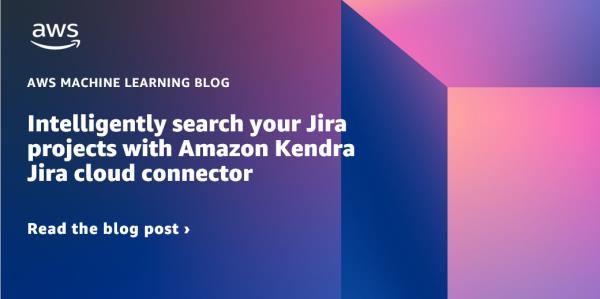 aws
AWS MACHINE LEARNING BLOG
Intelligently search your Jira
projects with Amazon Kendra
Jira cloud connector
Read the blog post ›